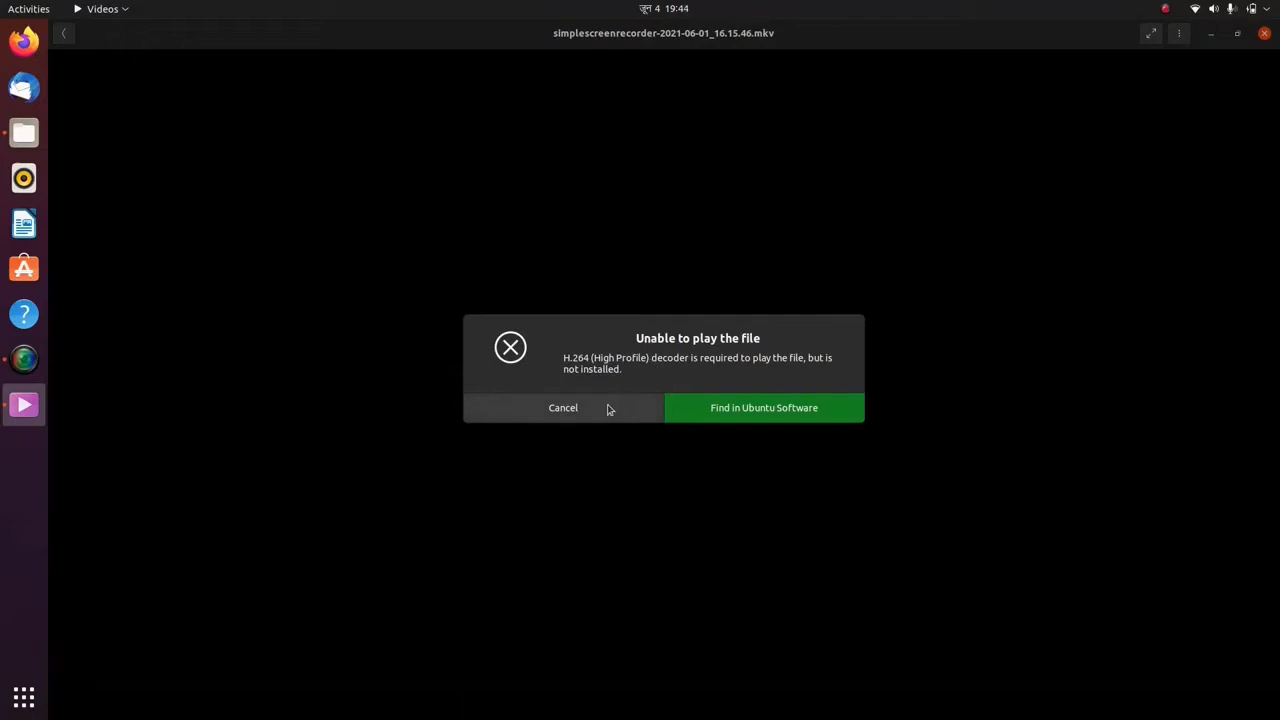 Activities
Videos
जून 4 19:44
simplescreenrecorder-2021-06-01_16.15.46.mkv
Unable to play the file
H.264 (High Profile) decoder is required to play the file, but is
not installed.
Cancel
Find in Ubuntu Software